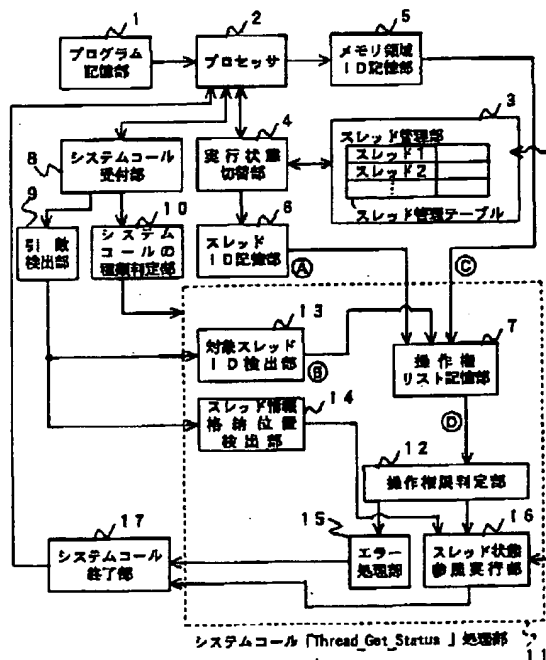 1
プログラム
記憶部
2
プロセッサ
5
メモリ領域
ID記憶部
3
スレッド管理部
スレッド1
スレッド2
スレッド管理テーブル
4
実行状態
切替部
8
システムコール
受付部
9
引数
検出部
10
システム
コールの
種類判定部
6
スレッド
ID記憶部
Ⓐ
Ⓒ
13
対象スレッド
ID検出部
Ⓑ
7
操作権
リスト記憶部
14
スレッド情報
格納位置
検出部
Ⓓ
12
操作権限判定部
15
エラー
処理部
16
スレッド状態
参照実行部
17
システムコール
終了部
システムコール「Thread_Get_Status」処理部
11